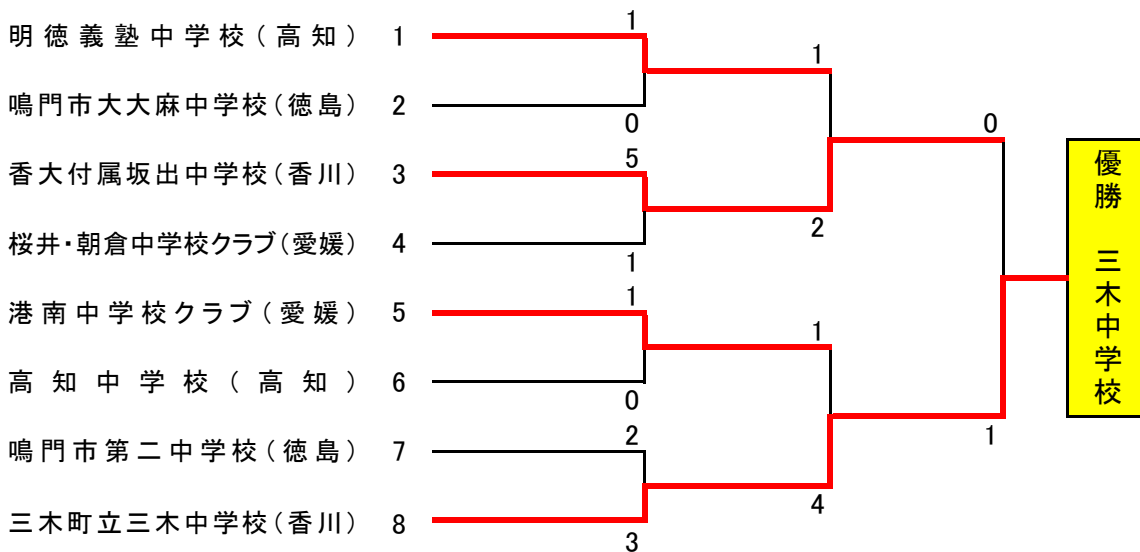 明徳義塾中学校(高知) 1
1
1
鳴門市大大麻中学校(徳島) 2
0
0
香大付属坂出中学校(香川) 3
5
2
桜井・朝倉中学校クラブ(愛媛) 4
1
港南中学校クラブ(愛媛) 5
1
1
高知中学校(高知) 6
0
1
鳴門市第二中学校(徳島) 7
2
4
三木町立三木中学校(香川) 8
3
優勝 三木中学校